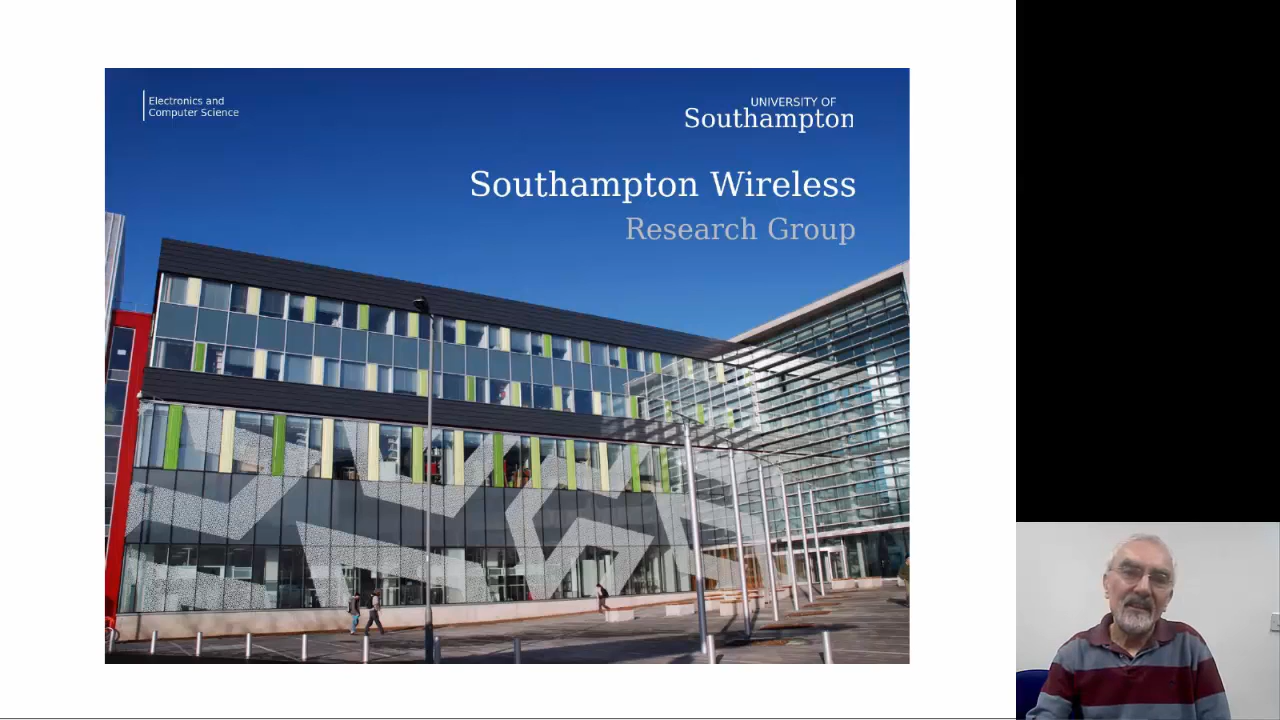 Electronics and
Computer Science
UNIVERSITY OF
Southampton
Southampton Wireless
Research Group